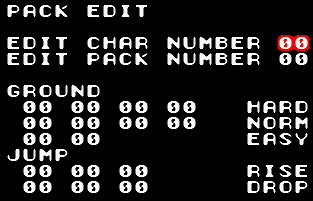 PACK EDIT
EDIT CHAR NUMBER 00
EDIT PACK NUMBER 00
GROUND
00 00 00 00 HARD
00 00 00 00 NORM
00 00 EASY
JUMP
00 00 00 RISE
00 00 00 DROP